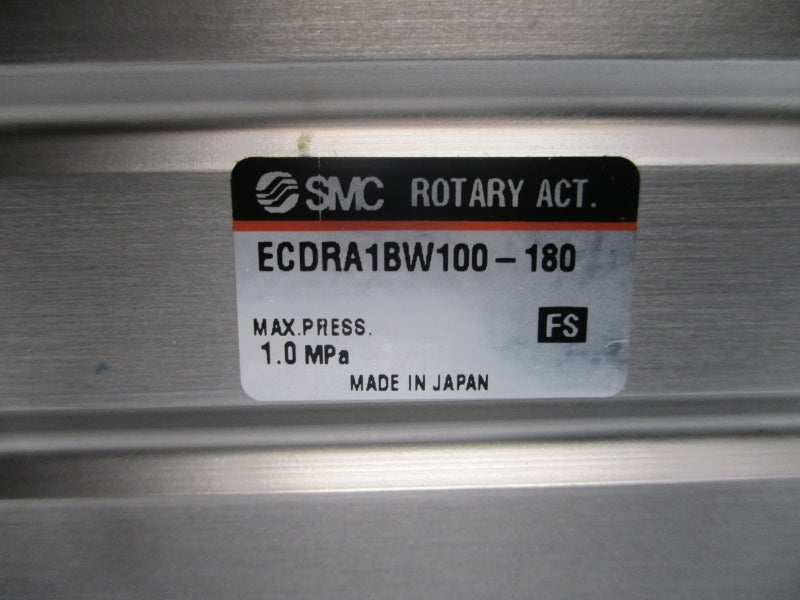 SMC ROTARY ACT.
ECDRA1BW100-180
MAX.PRESS.
FS
1.0 MPa
MADE IN JAPAN